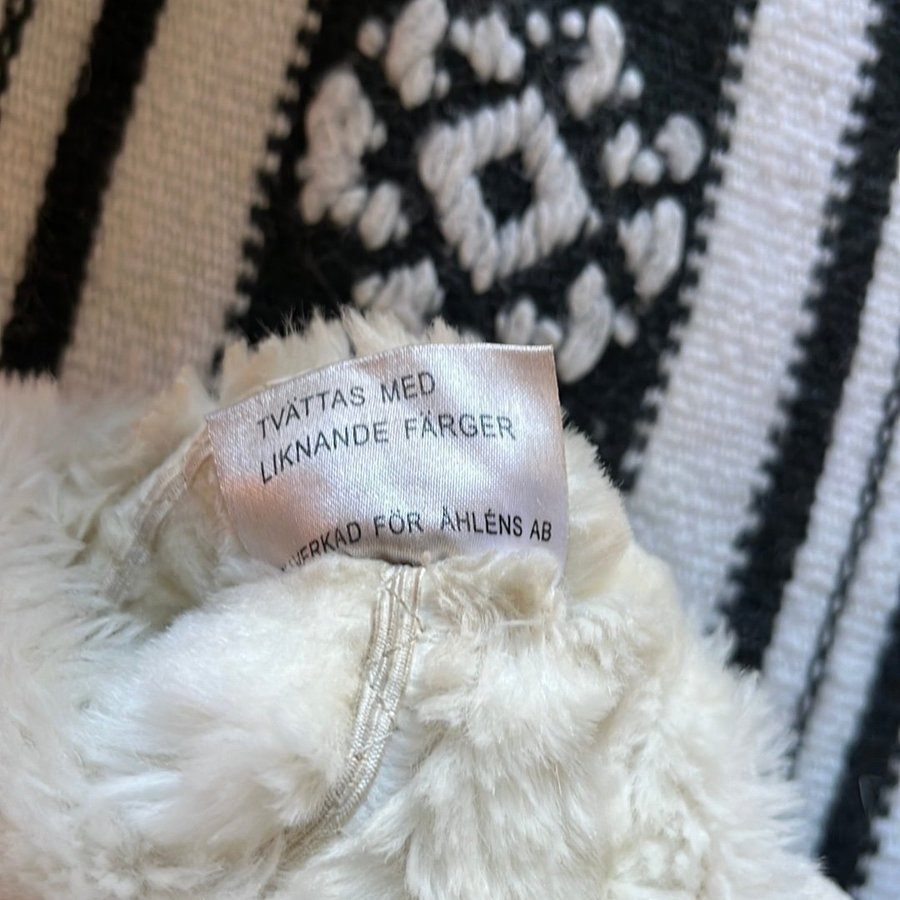 TVÄTTAS MED
LIKNANDE FÄRGER
FÖR ÅHLÉNS AB